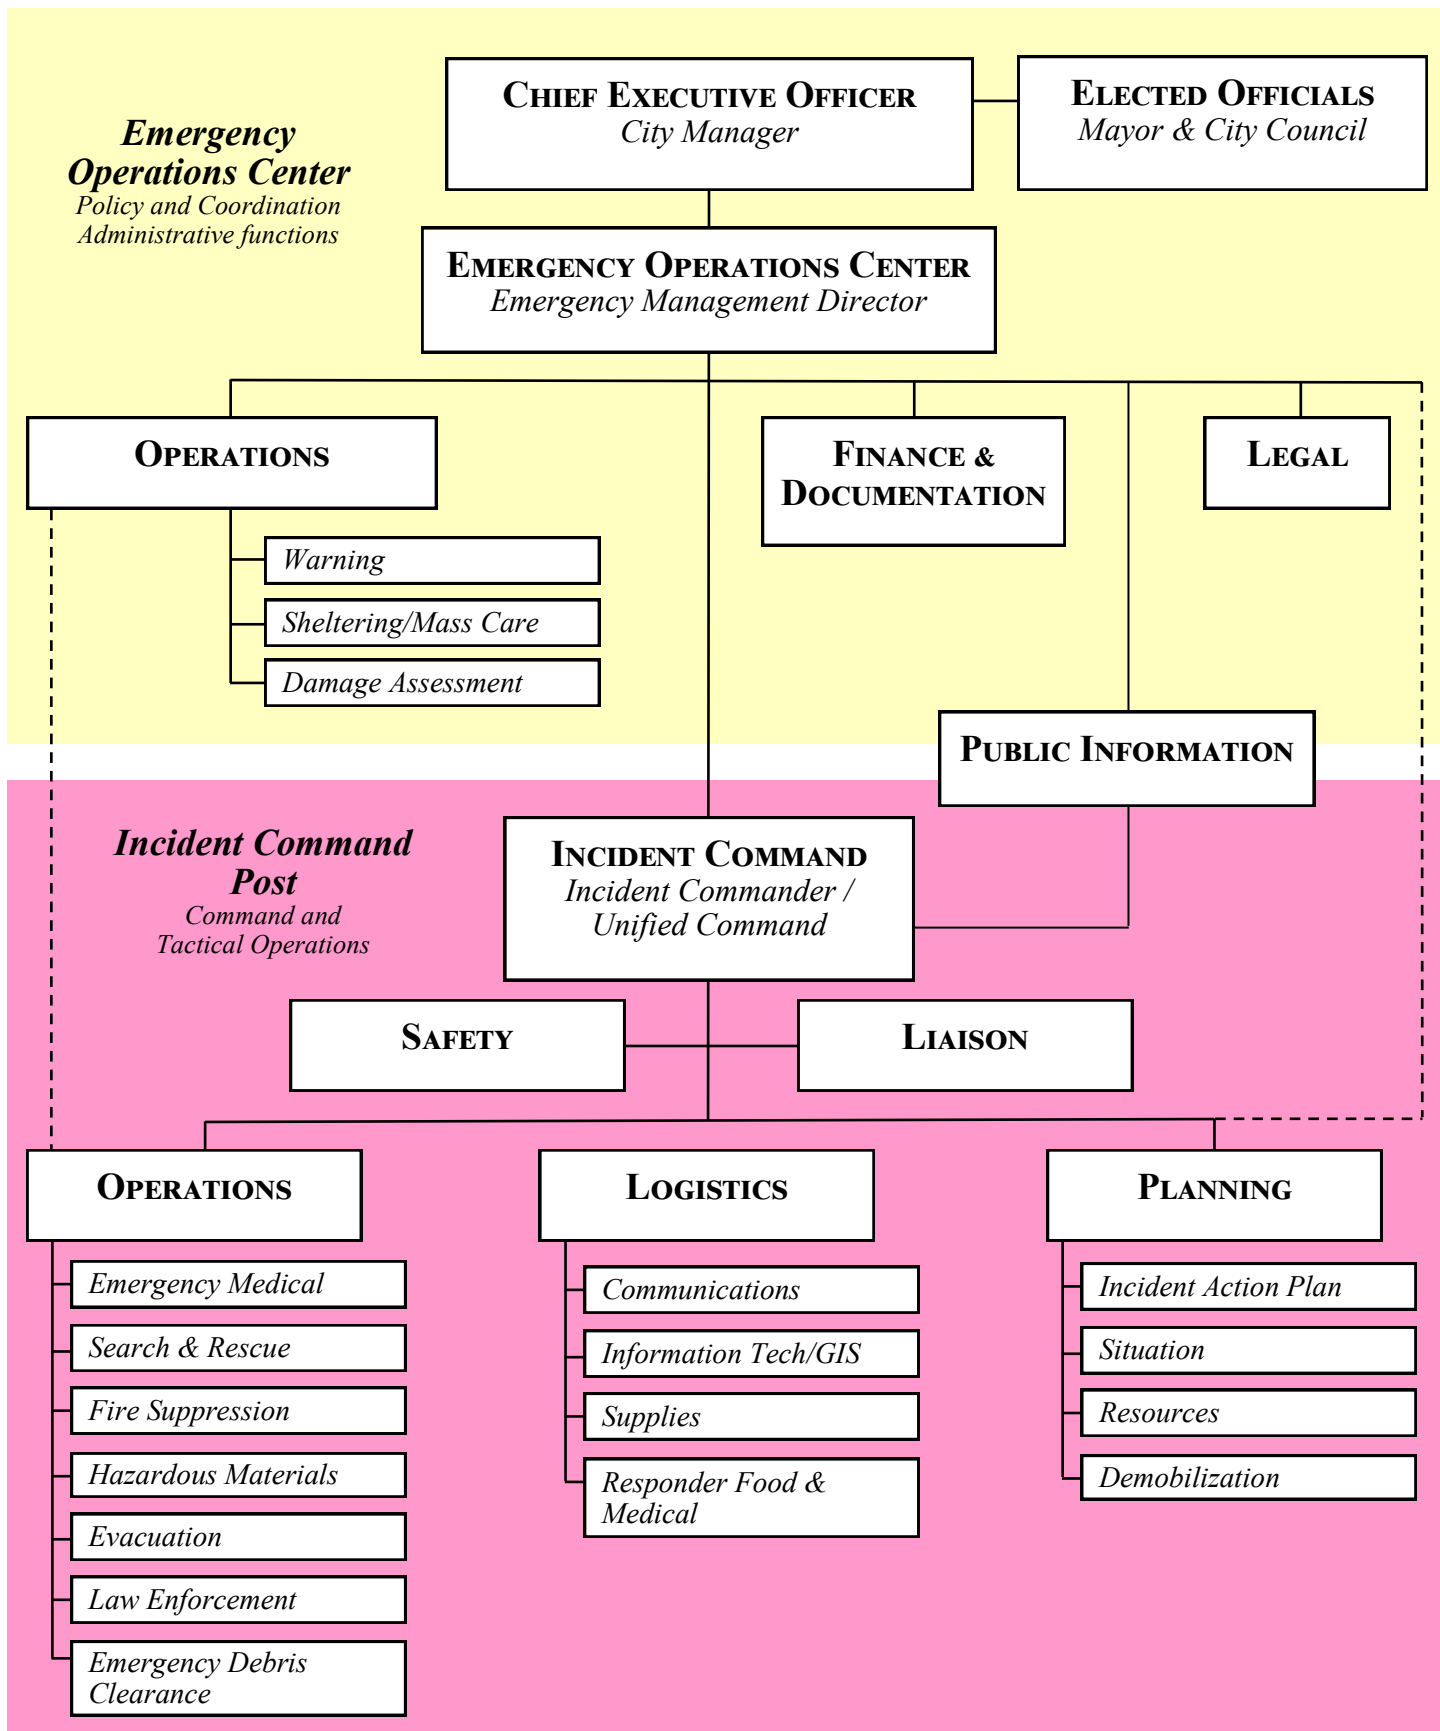 CHIEF EXECUTIVE OFFICER
City Manager
ELECTED OFFICIALS
Mayor & City Council
Emergency
Operations Center
Policy and Coordination
Administrative functions
EMERGENCY OPERATIONS CENTER
Emergency Management Director
OPERATIONS
FINANCE &
DOCUMENTATION
LEGAL
Warning
Sheltering/Mass Care
Damage Assessment
PUBLIC INFORMATION
Incident Command
Post
Command and
Tactical Operations
INCIDENT COMMAND
Incident Commander /
Unified Command
SAFETY
LIAISON
OPERATIONS
Emergency Medical
Search & Rescue
Fire Suppression
Hazardous Materials
Evacuation
Law Enforcement
Emergency Debris
Clearance
LOGISTICS
Communications
Information Tech/GIS
Supplies
Responder Food &
Medical
PLANNING
Incident Action Plan
Situation
Resources
Demobilization